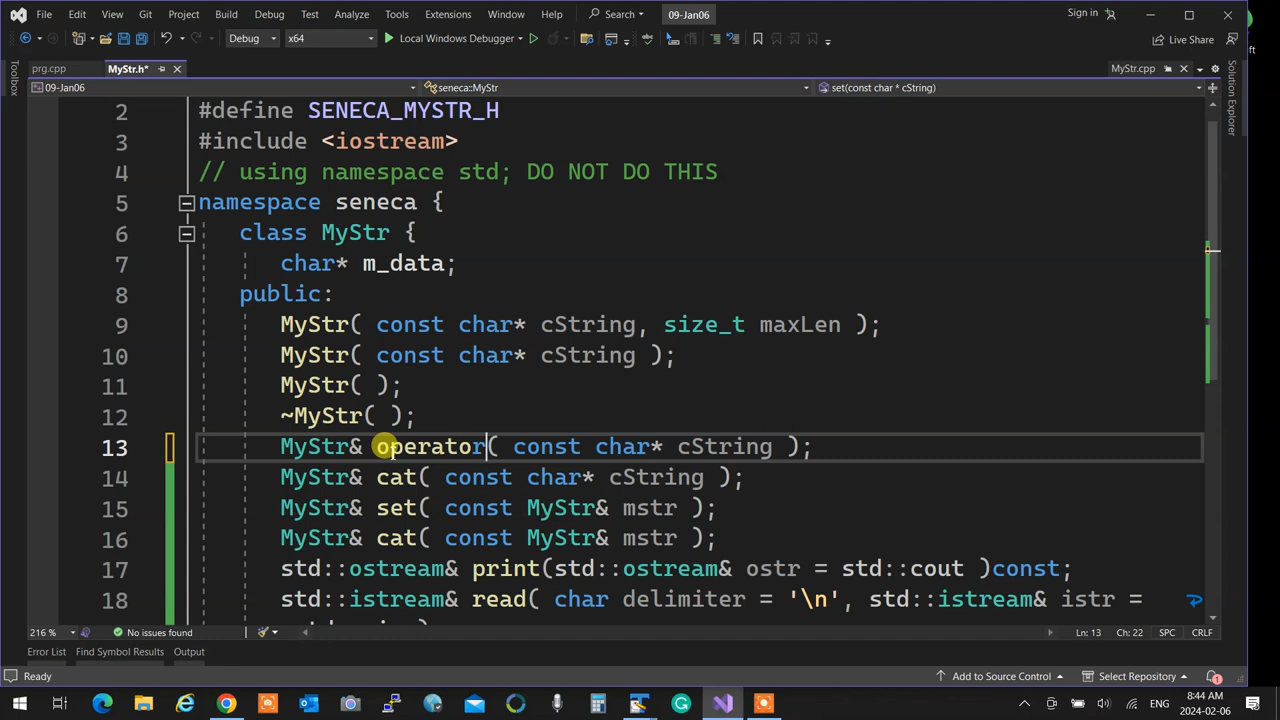 File Edit View Git Project Build Debug Test Analyze Tools Extensions Window Help Search 09-Jan06 Sign in
Debug x64 Local Windows Debugger Live Share
prg.cpp MyStr.h* MyStr.cpp
09-Jan06 seneca::MyStr set(const char * cString)
Toolbox
Solution Explorer
2 #define SENECA_MYSTR_H
3 #include <iostream>
4 // using namespace std; DO NOT DO THIS
5 namespace seneca {
6 class MyStr {
7 char* m_data;
8 public:
9 MyStr( const char* cString, size_t maxLen );
10 MyStr( const char* cString );
11 MyStr( );
12 ~MyStr( );
13 MyStr& operator( const char* cString );
14 MyStr& cat( const char* cString );
15 MyStr& set( const MyStr& mstr );
16 MyStr& cat( const MyStr& mstr );
17 std::ostream& print(std::ostream& ostr = std::cout )const;
18 std::istream& read( char delimiter = '\n', std::istream& istr =
216 % No issues found Ln: 13 Ch: 22 SPC CRLF
Error List Find Symbol Results Output
Ready Add to Source Control Select Repository 1
ENG 8:44 AM
2024-02-06